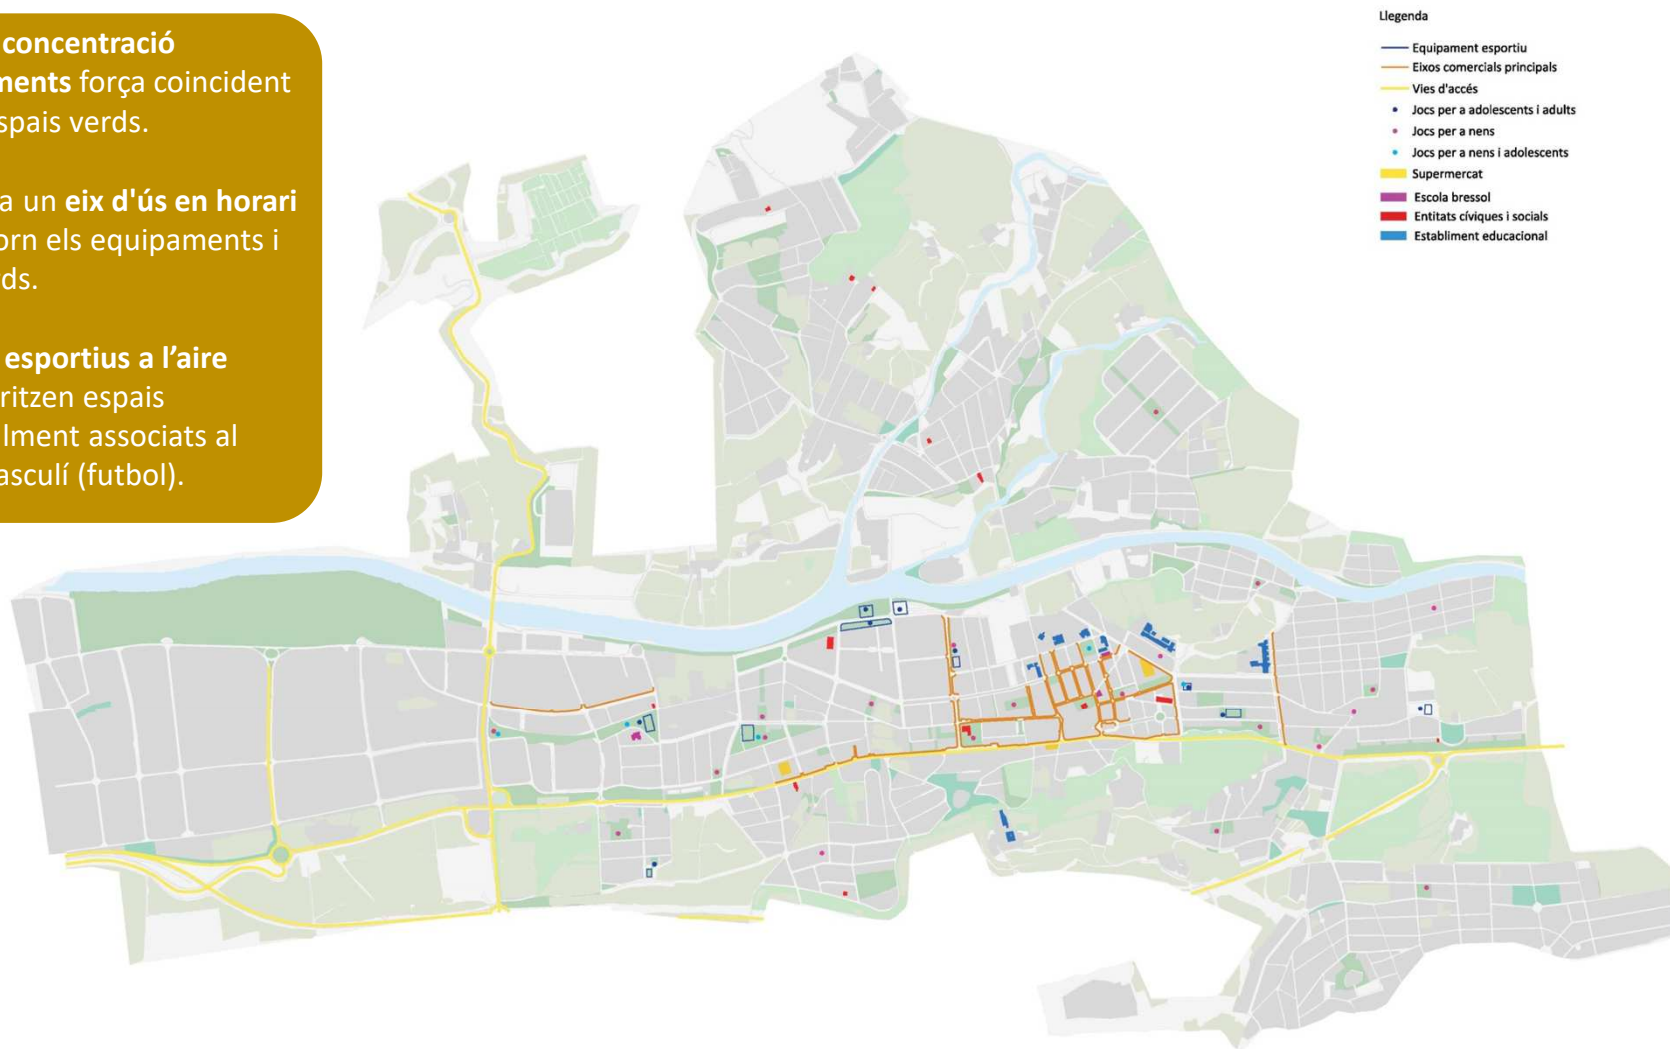 concentració
ments força coincident
spais verds.
a un eix d'ús en horari
orn els equipaments i
ds.
esportius a l’aire
ritzen espais
lment associats al
asculí (futbol).
Llegenda
Equipament esportiu
Eixos comercials principals
Vies d'accés
Jocs per a adolescents i adults
Jocs per a nens
Jocs per a nens i adolescents
Supermercat
Escola bressol
Entitats cíviques i socials
Establiment educacional